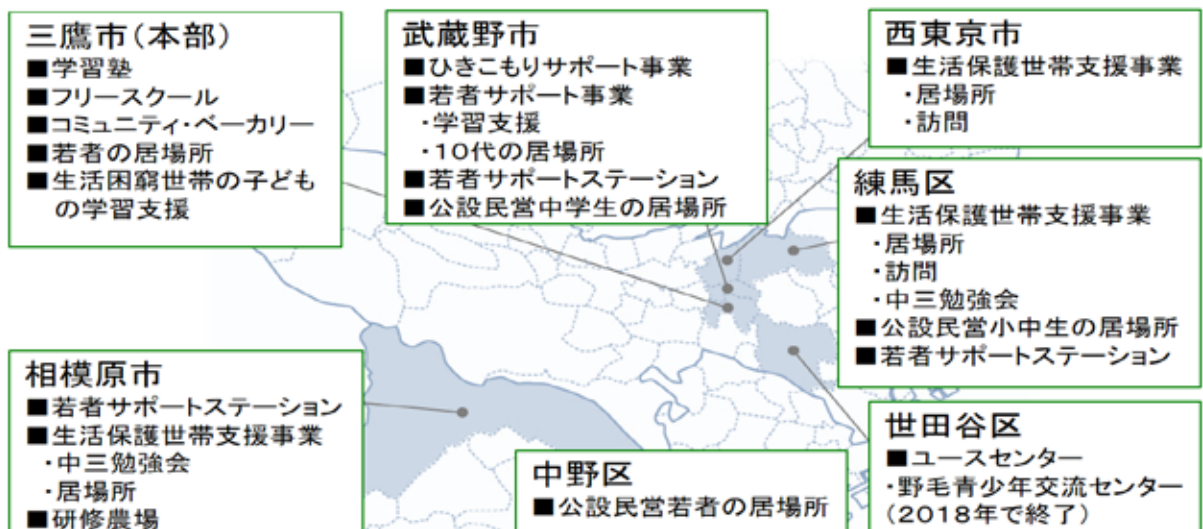 三鷹市(本部)
■学習塾
■フリースクール
■コミュニティ・ベーカリー
■若者の居場所
■生活困窮世帯の子ども
の学習支援
武蔵野市
■ひきこもりサポート事業
■若者サポート事業
・学習支援
・10代の居場所
■若者サポートステーション
■公設民営中学生の居場所
西東京市
■生活保護世帯支援事業
・居場所
・訪問
練馬区
■生活保護世帯支援事業
・居場所
・訪問
・中三勉強会
■公設民営小中生の居場所
■若者サポートステーション
相模原市
■若者サポートステーション
■生活保護世帯支援事業
・中三勉強会
・居場所
■研修農場
中野区
■公設民営若者の居場所
世田谷区
■ユースセンター
・野毛青少年交流センター
(2018年で終了)